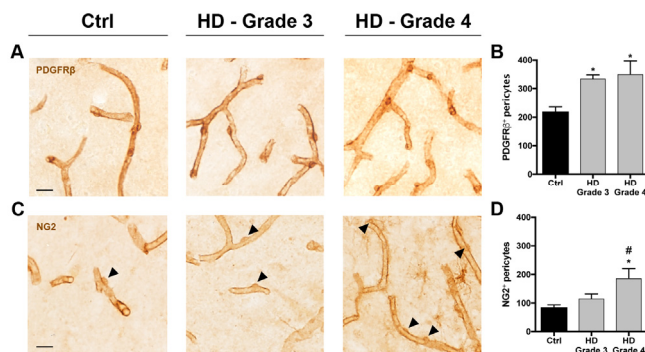 Ctrl HD - Grade 3 HD - Grade 4
A
PDGFRβ
B
PDGFRβ⁺ pericytes
400
300
200
100
0
*
*
Ctrl HD HD
Grade 3 Grade 4
C
NG2
D
NG2⁺ pericytes
400
300
200
100
0
#
*
Ctrl HD HD
Grade 3 Grade 4